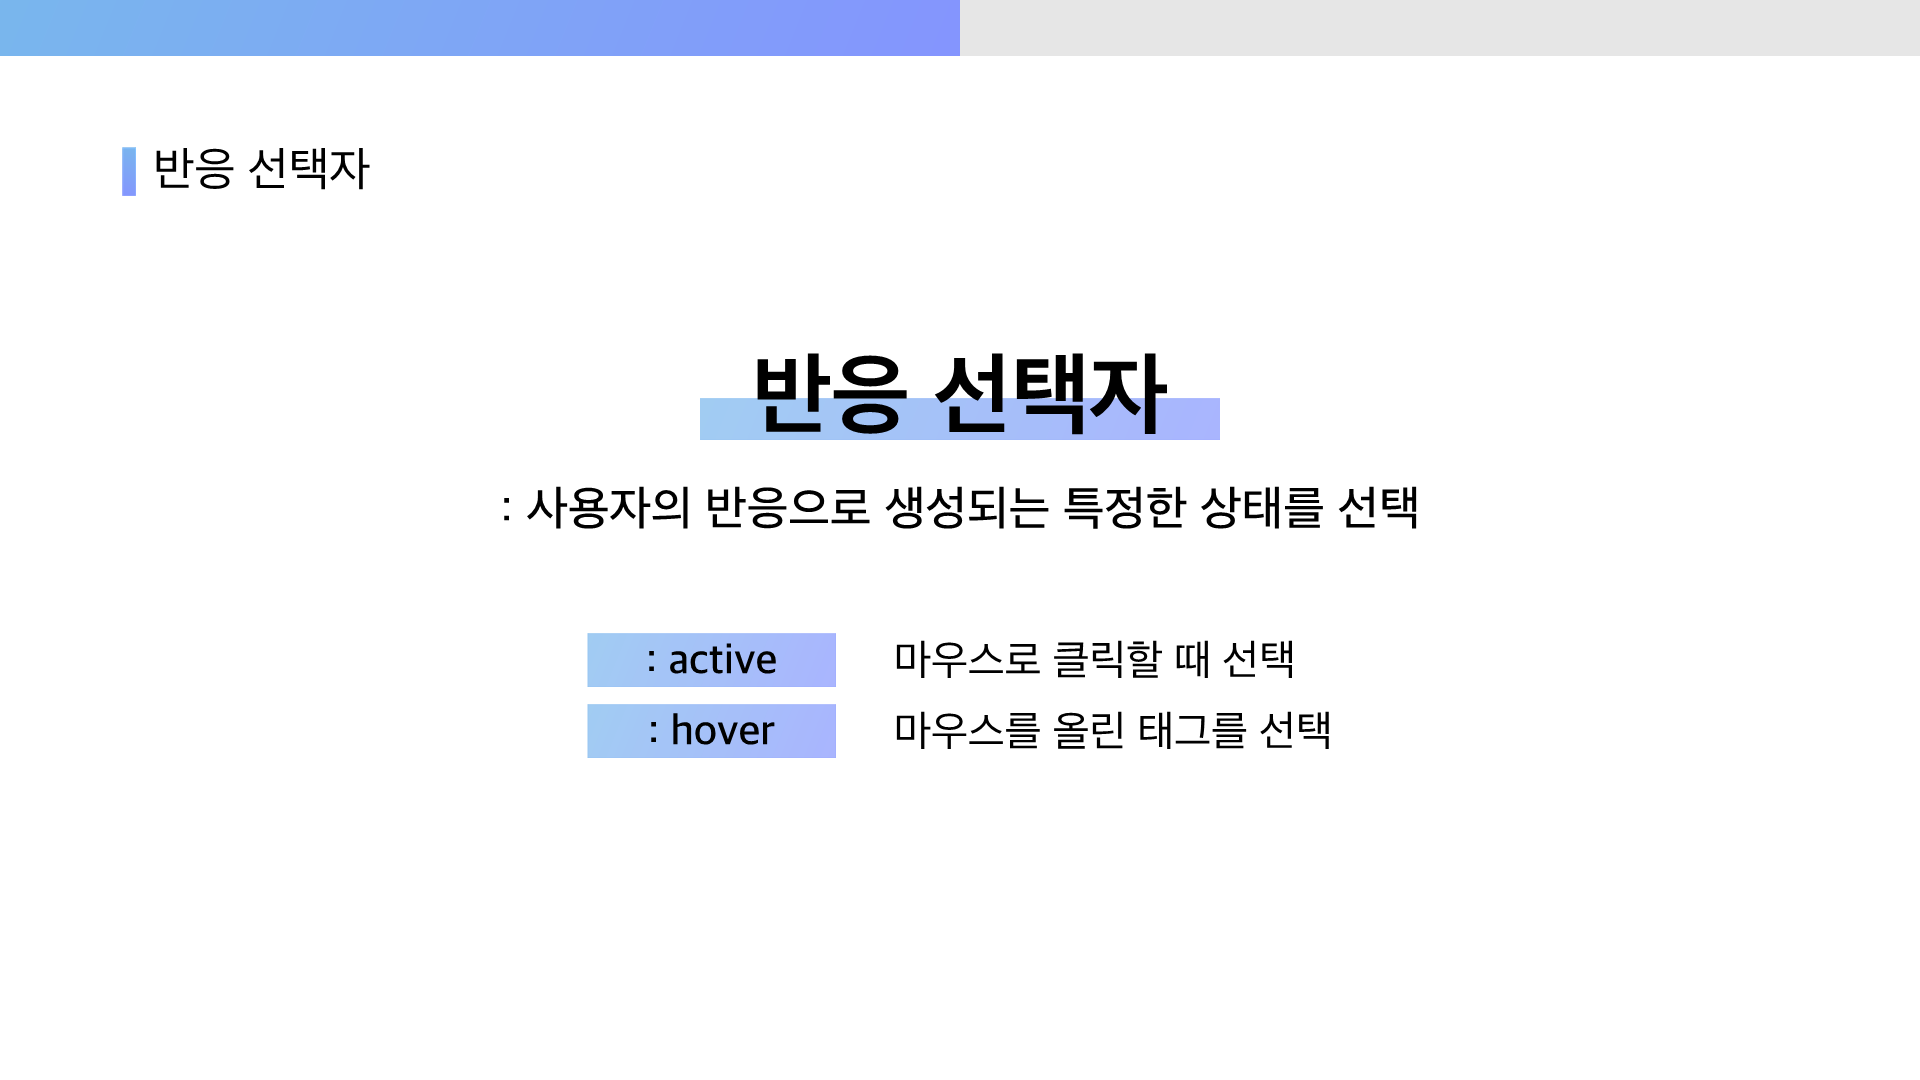 반응 선택자
반응 선택자
: 사용자의 반응으로 생성되는 특정한 상태를 선택
: active 마우스로 클릭할 때 선택
: hover 마우스를 올린 태그를 선택